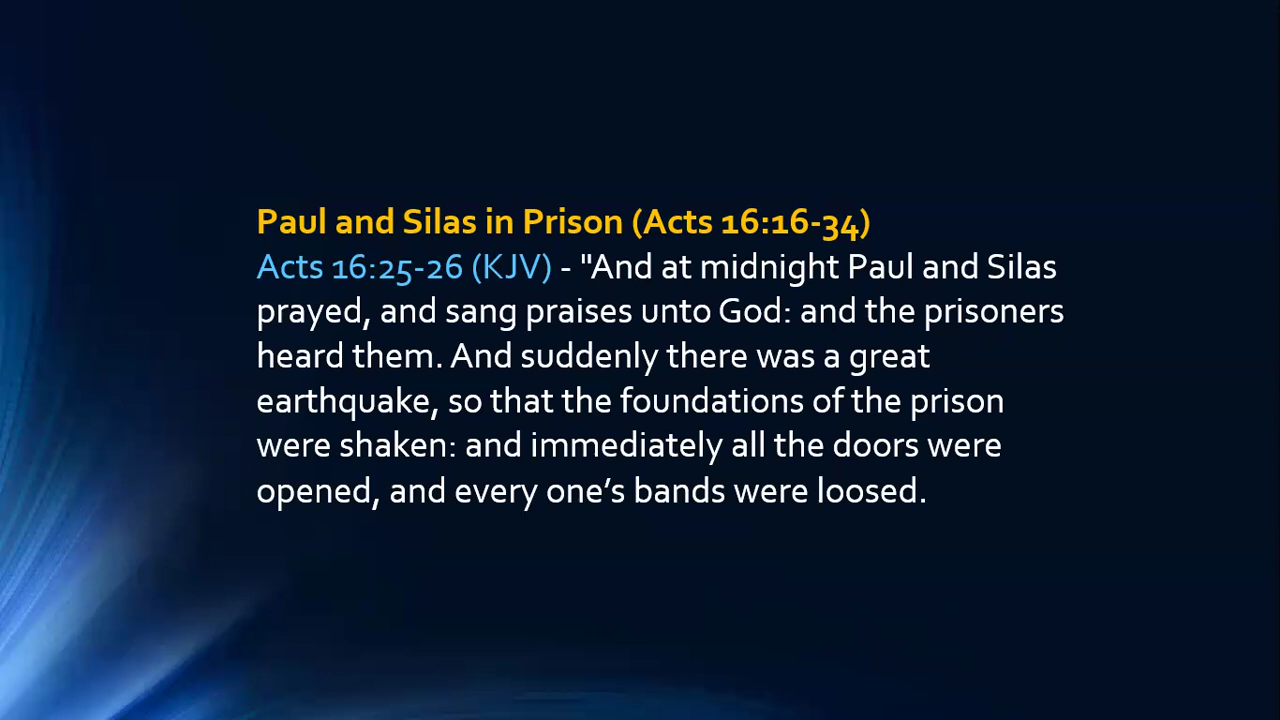 Paul and Silas in Prison (Acts 16:16-34)
Acts 16:25-26 (KJV) - "And at midnight Paul and Silas
prayed, and sang praises unto God: and the prisoners
heard them. And suddenly there was a great
earthquake, so that the foundations of the prison
were shaken: and immediately all the doors were
opened, and every one’s bands were loosed.